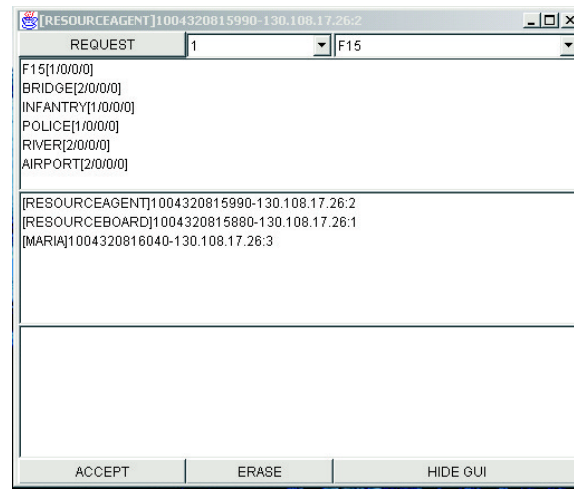 [RESOURCEAGENT]1004320815990-130.108.17.26:2
REQUEST 1 F15
F15[1/0/0/0]
BRIDGE[2/0/0/0]
INFANTRY[1/0/0/0]
POLICE[1/0/0/0]
RIVER[2/0/0/0]
AIRPORT[2/0/0/0]
[RESOURCEAGENT]1004320815990-130.108.17.26:2
[RESOURCEBOARD]1004320815880-130.108.17.26:1
[MARIA]1004320816040-130.108.17.26:3
ACCEPT ERASE HIDE GUI